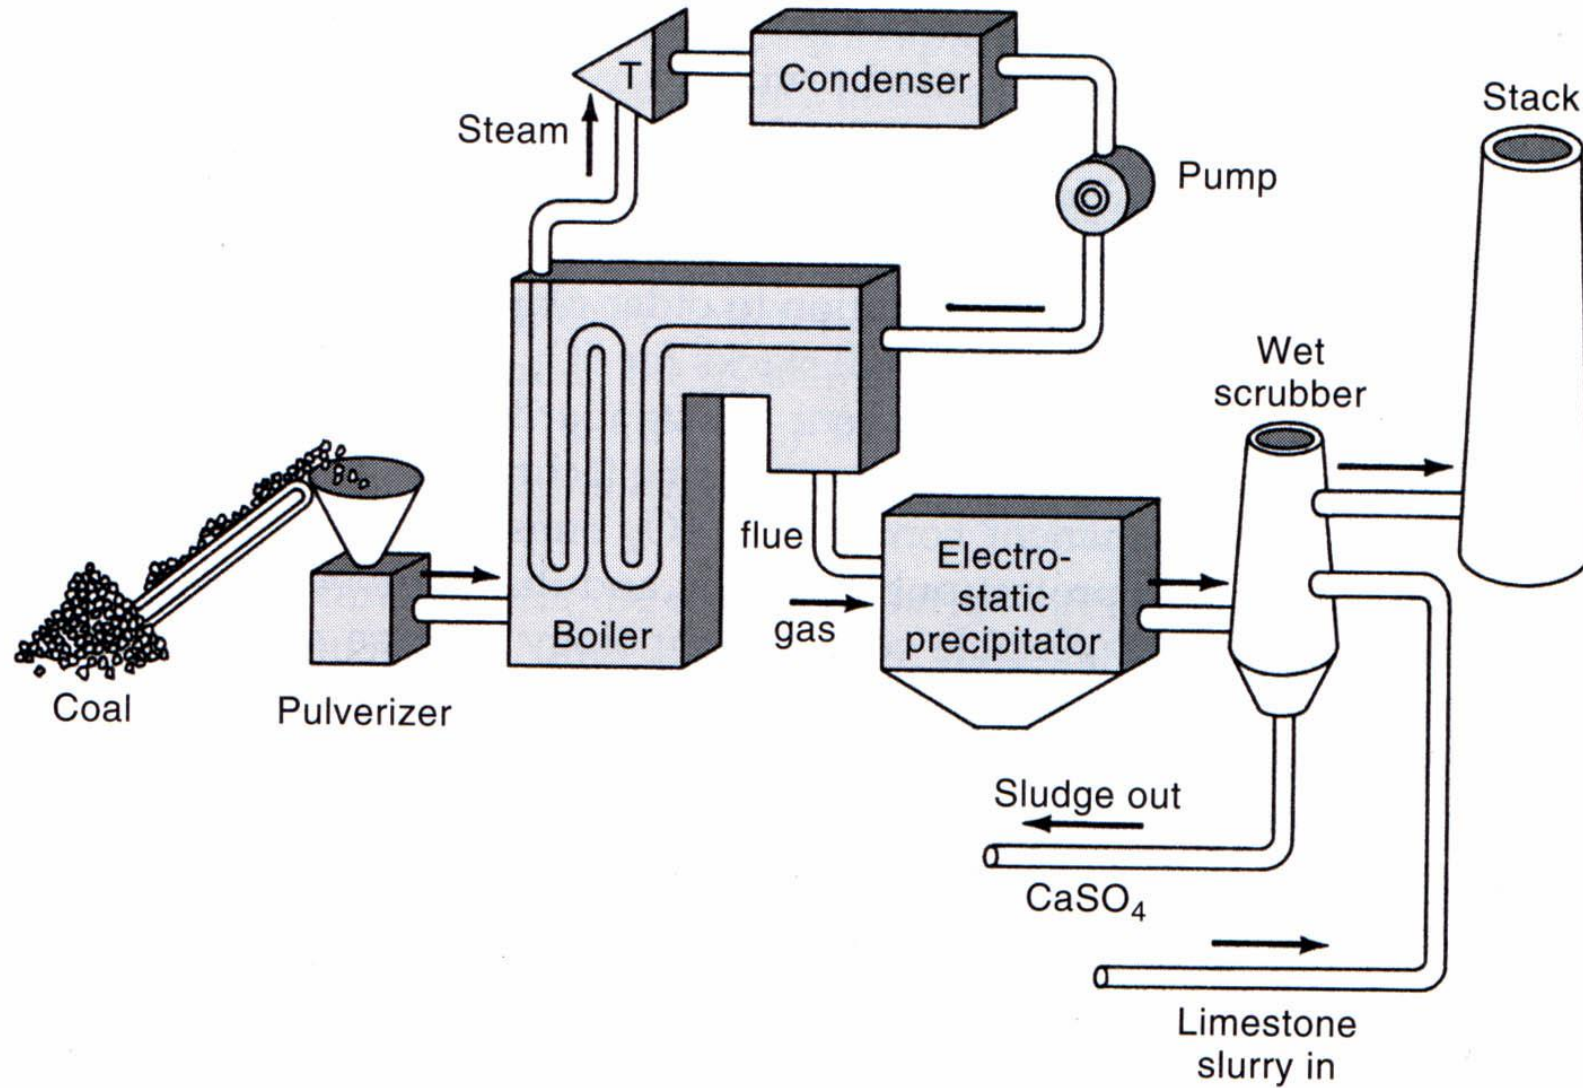 T
Condenser
Steam
Pump
Stack
Wet
scrubber
flue
gas
Electro-
static
precipitator
Boiler
Coal
Pulverizer
Sludge out
CaSO₄
Limestone
slurry in